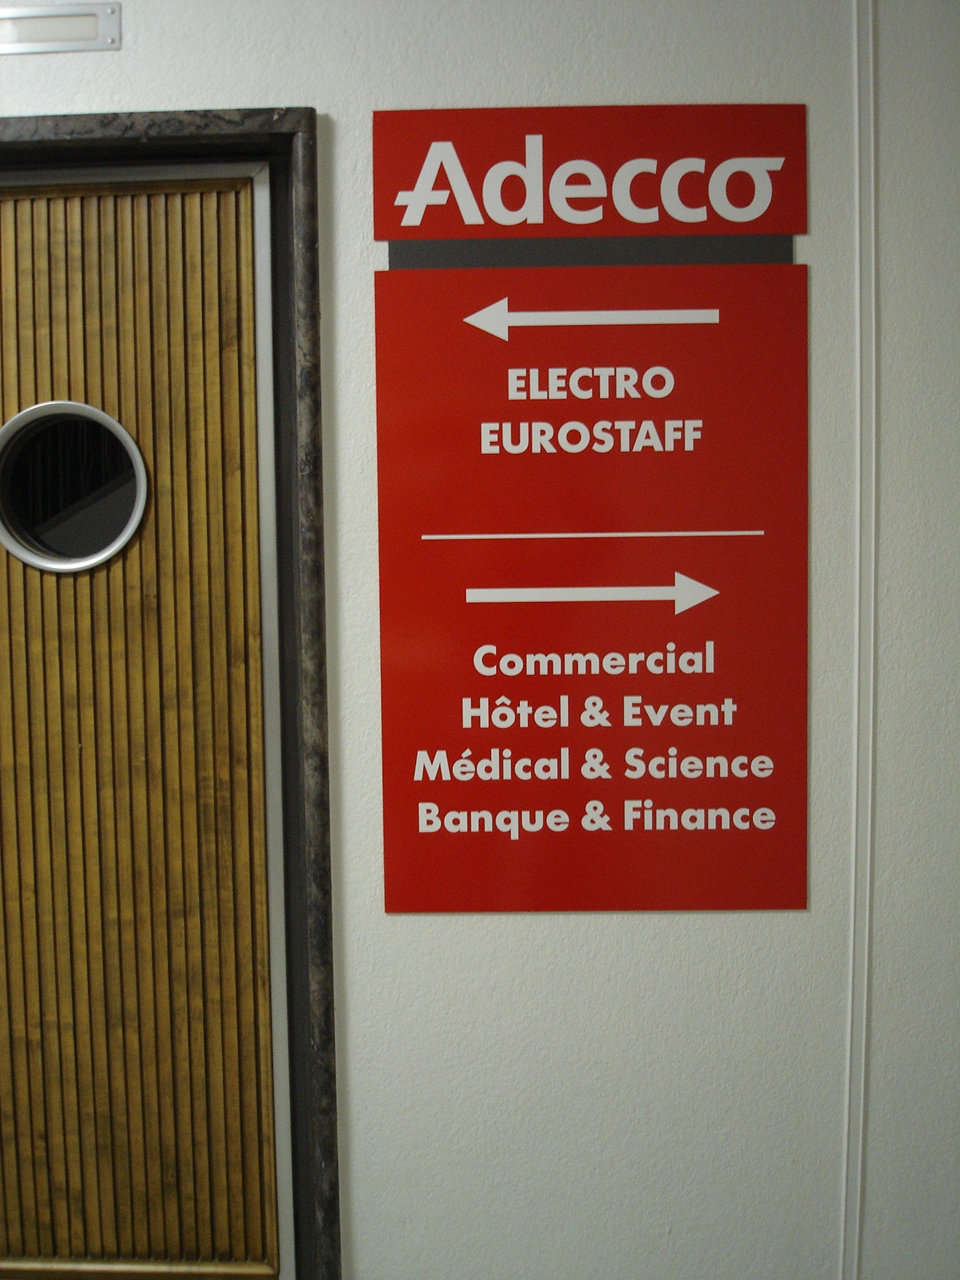 Adecco
ELECTRO
EUROSTAFF
Commercial
Hôtel & Event
Médical & Science
Banque & Finance